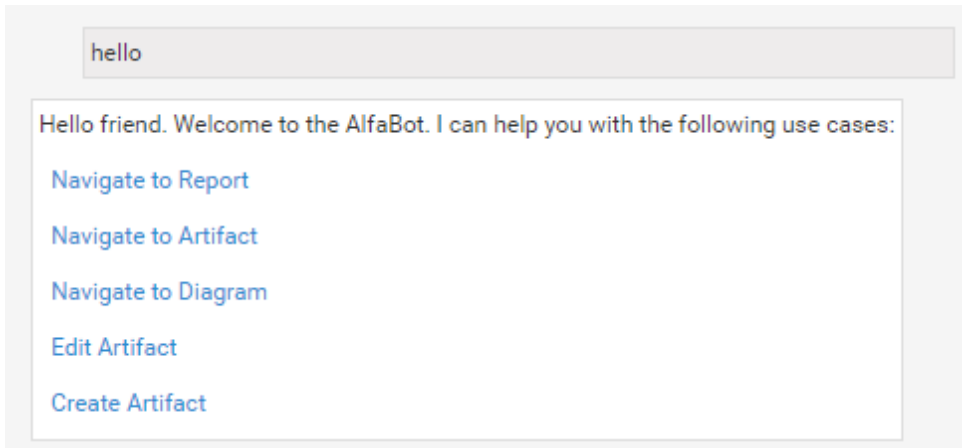 hello
Hello friend. Welcome to the AlfaBot. I can help you with the following use cases:
Navigate to Report
Navigate to Artifact
Navigate to Diagram
Edit Artifact
Create Artifact